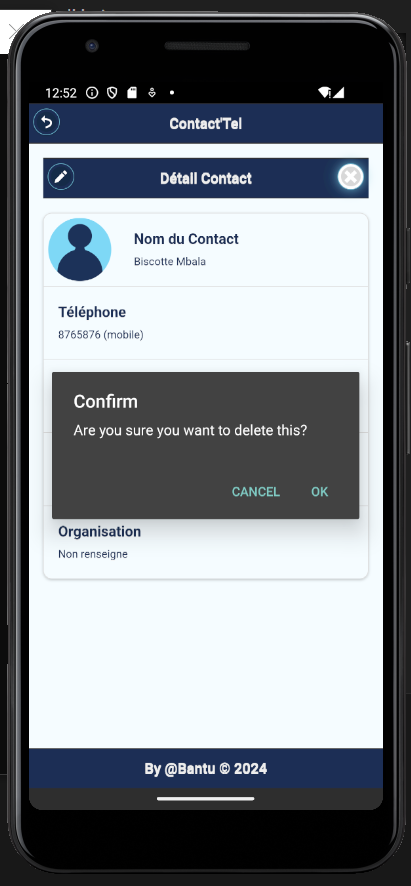 12:52
Contact'Tel
Détail Contact
Nom du Contact
Biscotte Mbala
Téléphone
8765876 (mobile)
Confirm
Are you sure you want to delete this?
CANCEL OK
Organisation
Non renseigne
By @Bantu © 2024